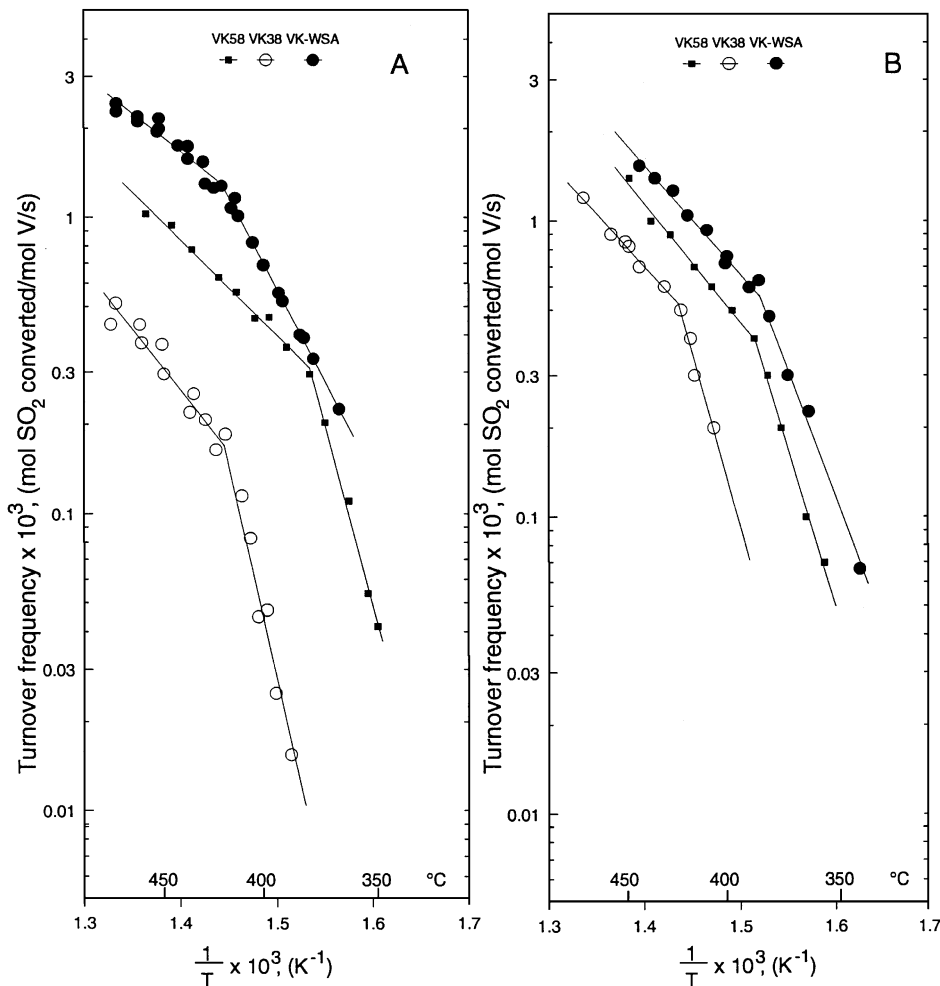 VK58 VK38 VK-WSA
A
3
1
0.3
0.1
0.03
0.01
Turnover frequency x 10³, (mol SO₂ converted/mol V/s)
450 400 350 °C
1.3 1.4 1.5 1.6 1.7
1/T x 10³, (K⁻¹)
VK58 VK38 VK-WSA
B
3
1
0.3
0.1
0.03
0.01
Turnover frequency x 10³, (mol SO₂ converted/mol V/s)
450 400 350 °C
1.3 1.4 1.5 1.6 1.7
1/T x 10³, (K⁻¹)